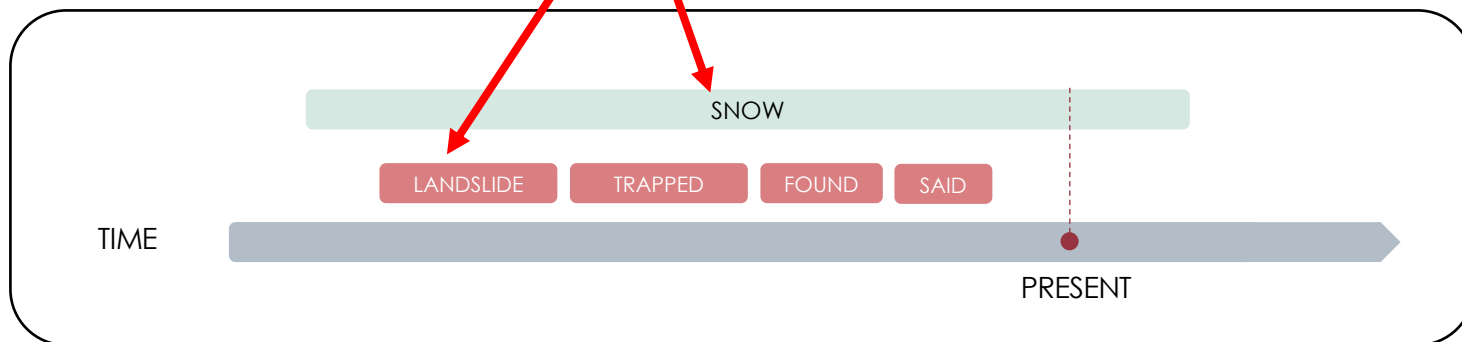 SNOW
LANDSLIDE TRAPPED FOUND SAID
TIME
PRESENT